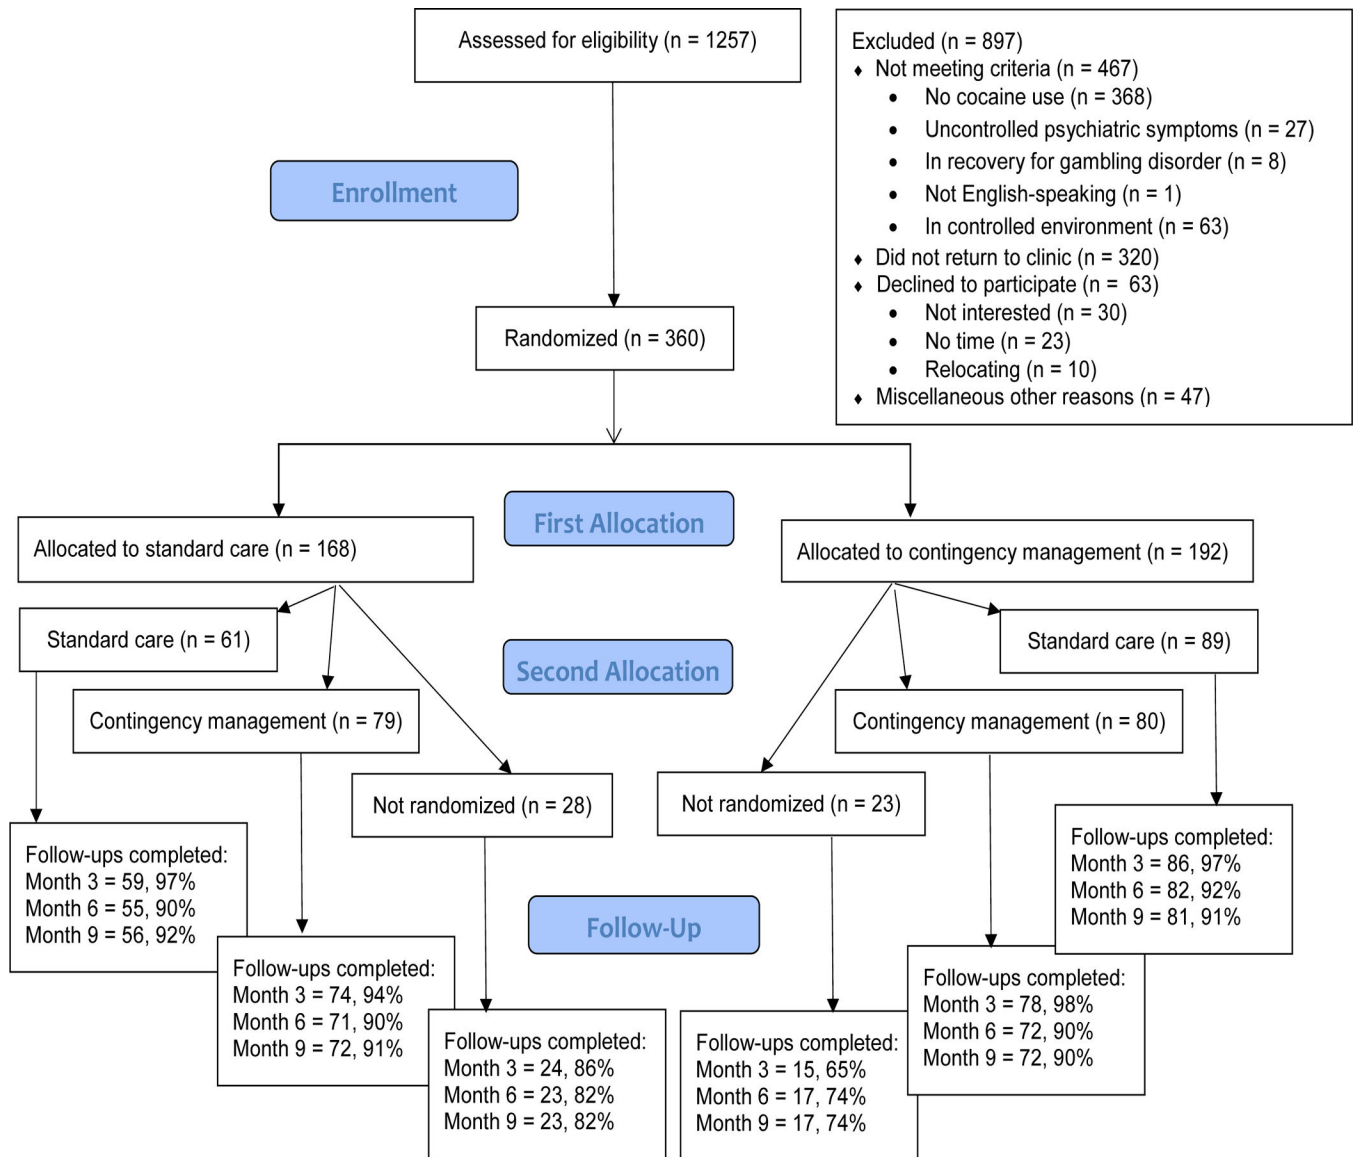 Assessed for eligibility (n = 1257)
Excluded (n = 897)
♦ Not meeting criteria (n = 467)
• No cocaine use (n = 368)
• Uncontrolled psychiatric symptoms (n = 27)
• In recovery for gambling disorder (n = 8)
• Not English-speaking (n = 1)
• In controlled environment (n = 63)
♦ Did not return to clinic (n = 320)
♦ Declined to participate (n = 63)
• Not interested (n = 30)
• No time (n = 23)
• Relocating (n = 10)
♦ Miscellaneous other reasons (n = 47)
Enrollment
Randomized (n = 360)
First Allocation
Allocated to standard care (n = 168)
Allocated to contingency management (n = 192)
Second Allocation
Standard care (n = 61)
Contingency management (n = 79)
Not randomized (n = 28)
Not randomized (n = 23)
Contingency management (n = 80)
Standard care (n = 89)
Follow-Up
Follow-ups completed:
Month 3 = 59, 97%
Month 6 = 55, 90%
Month 9 = 56, 92%
Follow-ups completed:
Month 3 = 74, 94%
Month 6 = 71, 90%
Month 9 = 72, 91%
Follow-ups completed:
Month 3 = 24, 86%
Month 6 = 23, 82%
Month 9 = 23, 82%
Follow-ups completed:
Month 3 = 15, 65%
Month 6 = 17, 74%
Month 9 = 17, 74%
Follow-ups completed:
Month 3 = 78, 98%
Month 6 = 72, 90%
Month 9 = 72, 90%
Follow-ups completed:
Month 3 = 86, 97%
Month 6 = 82, 92%
Month 9 = 81, 91%